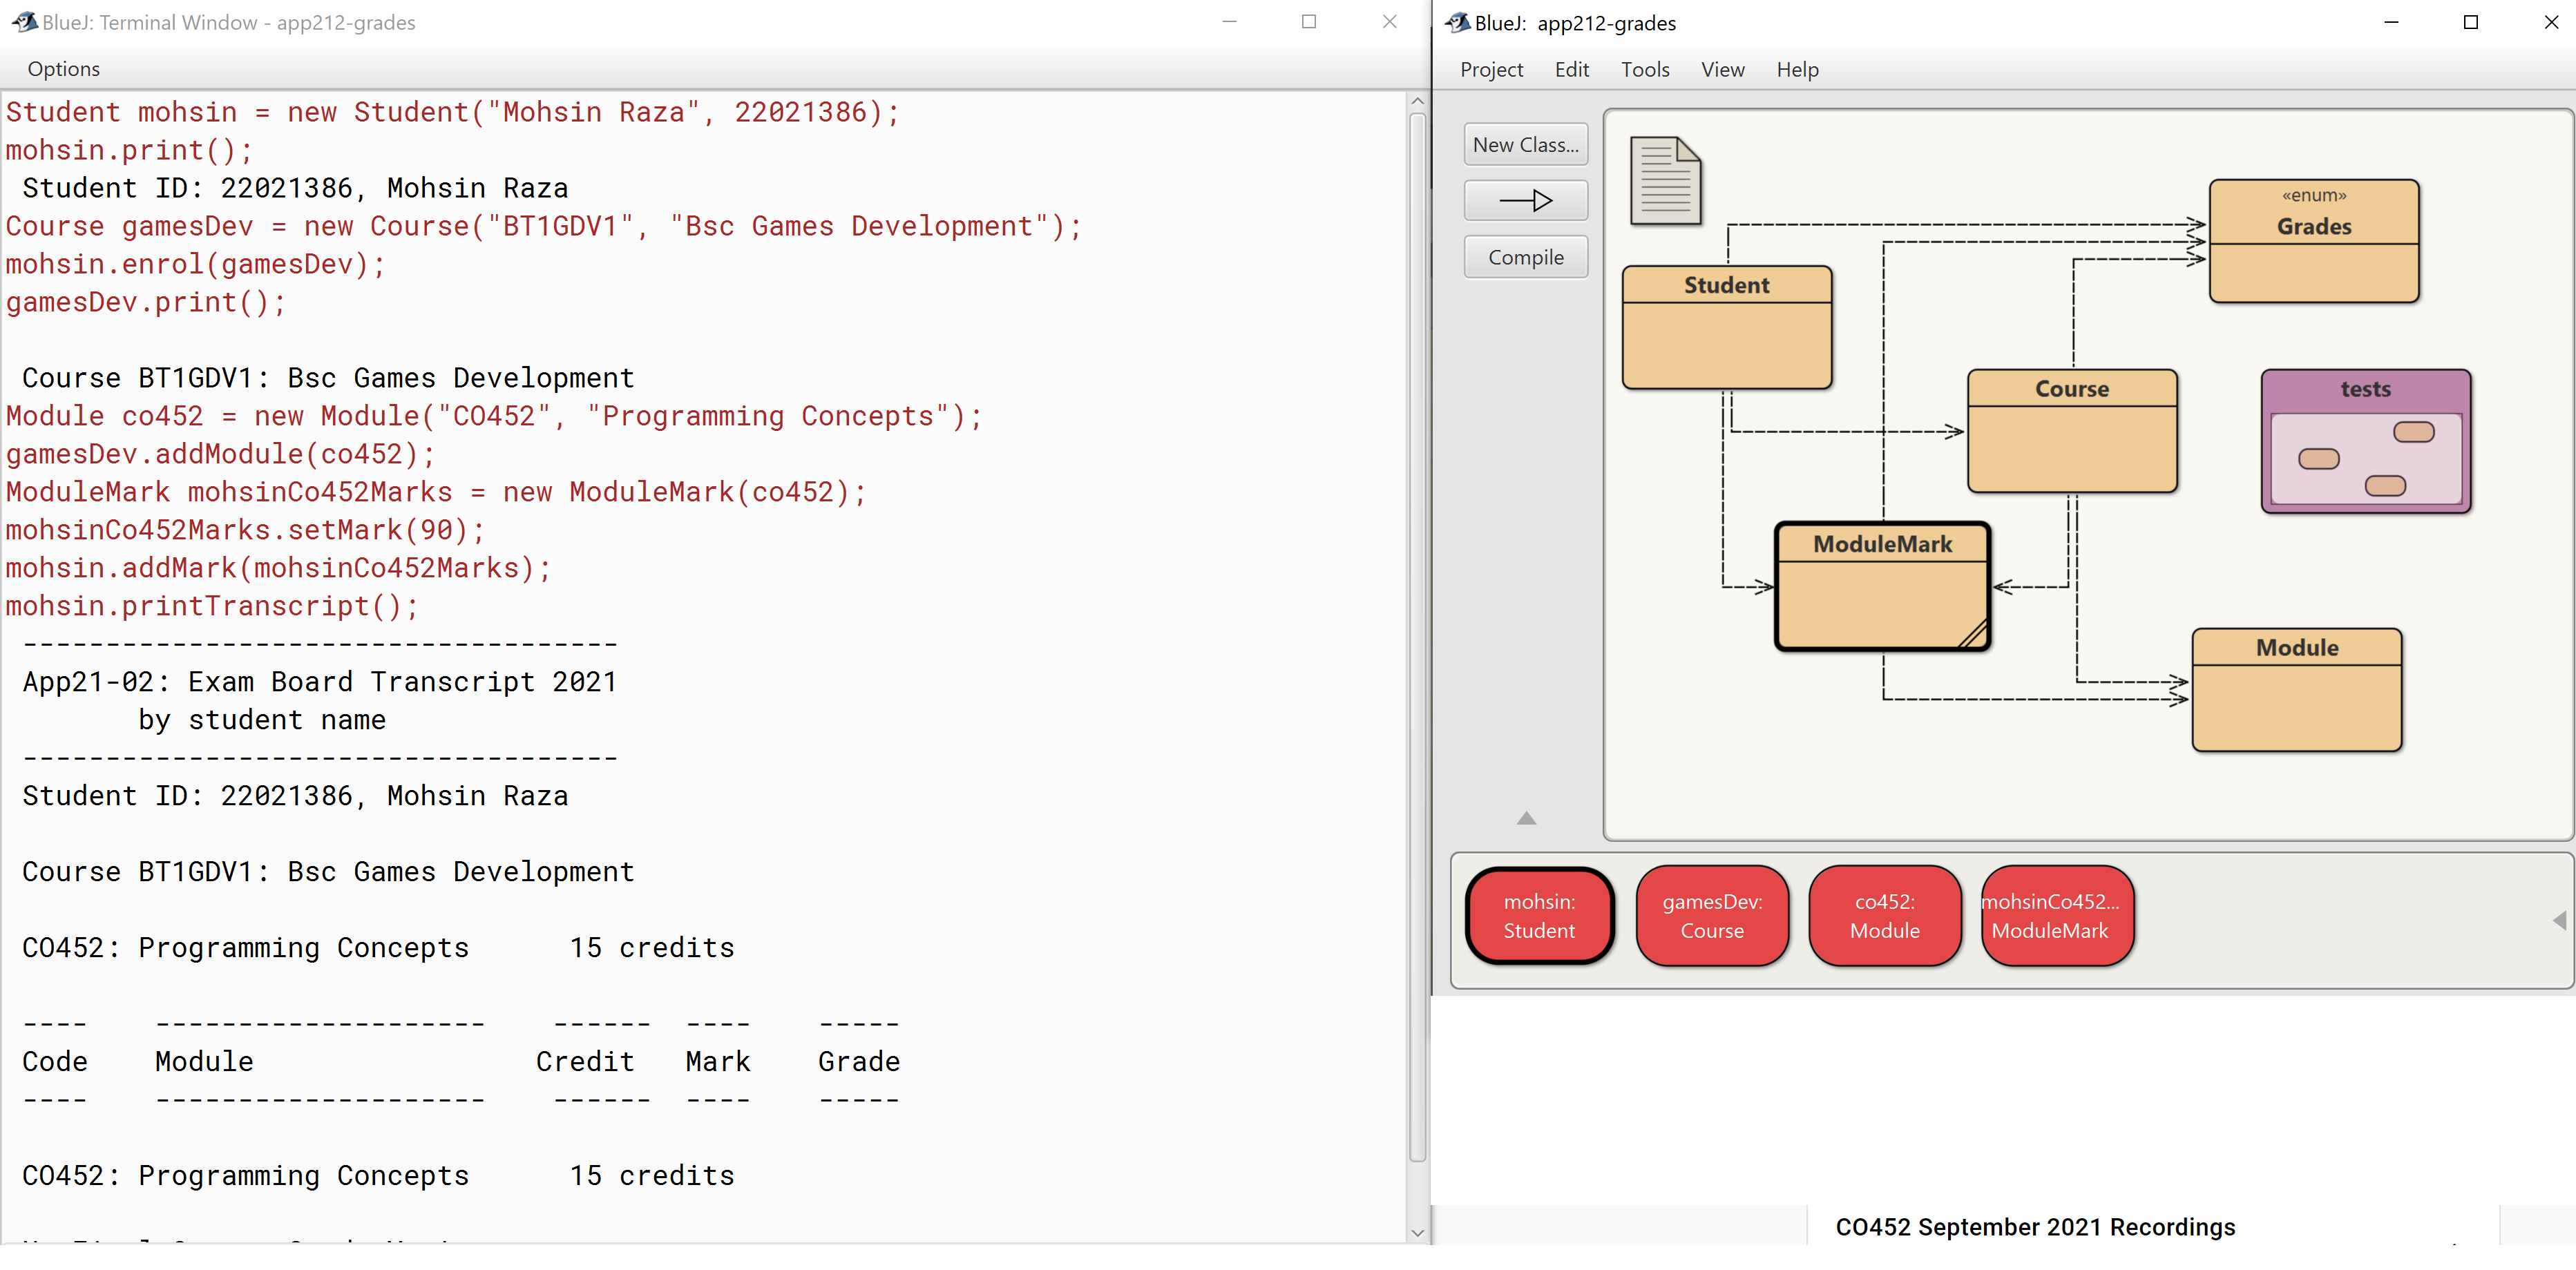 BlueJ: Terminal Window - app212-grades
Options
Student mohsin = new Student("Mohsin Raza", 22021386);
mohsin.print();
Student ID: 22021386, Mohsin Raza
Course gamesDev = new Course("BT1GDV1", "Bsc Games Development");
mohsin.enrol(gamesDev);
gamesDev.print();
Course BT1GDV1: Bsc Games Development
Module co452 = new Module("CO452", "Programming Concepts");
gamesDev.addModule(co452);
ModuleMark mohsinCo452Marks = new ModuleMark(co452);
mohsinCo452Marks.setMark(90);
mohsin.addMark(mohsinCo452Marks);
mohsin.printTranscript();
------------------------------------
App21-02: Exam Board Transcript 2021
by student name
------------------------------------
Student ID: 22021386, Mohsin Raza
Course BT1GDV1: Bsc Games Development
CO452: Programming Concepts 15 credits
---- -------------------- ------ ---- -----
Code Module Credit Mark Grade
---- -------------------- ------ ---- -----
CO452: Programming Concepts 15 credits
BlueJ: app212-grades
Project Edit Tools View Help
New Class...
Compile
«enum»
Grades
Student
Course
tests
ModuleMark
Module
mohsin:
Student
gamesDev:
Course
co452:
Module
mohsinCo452...
ModuleMark
CO452 September 2021 Recordings